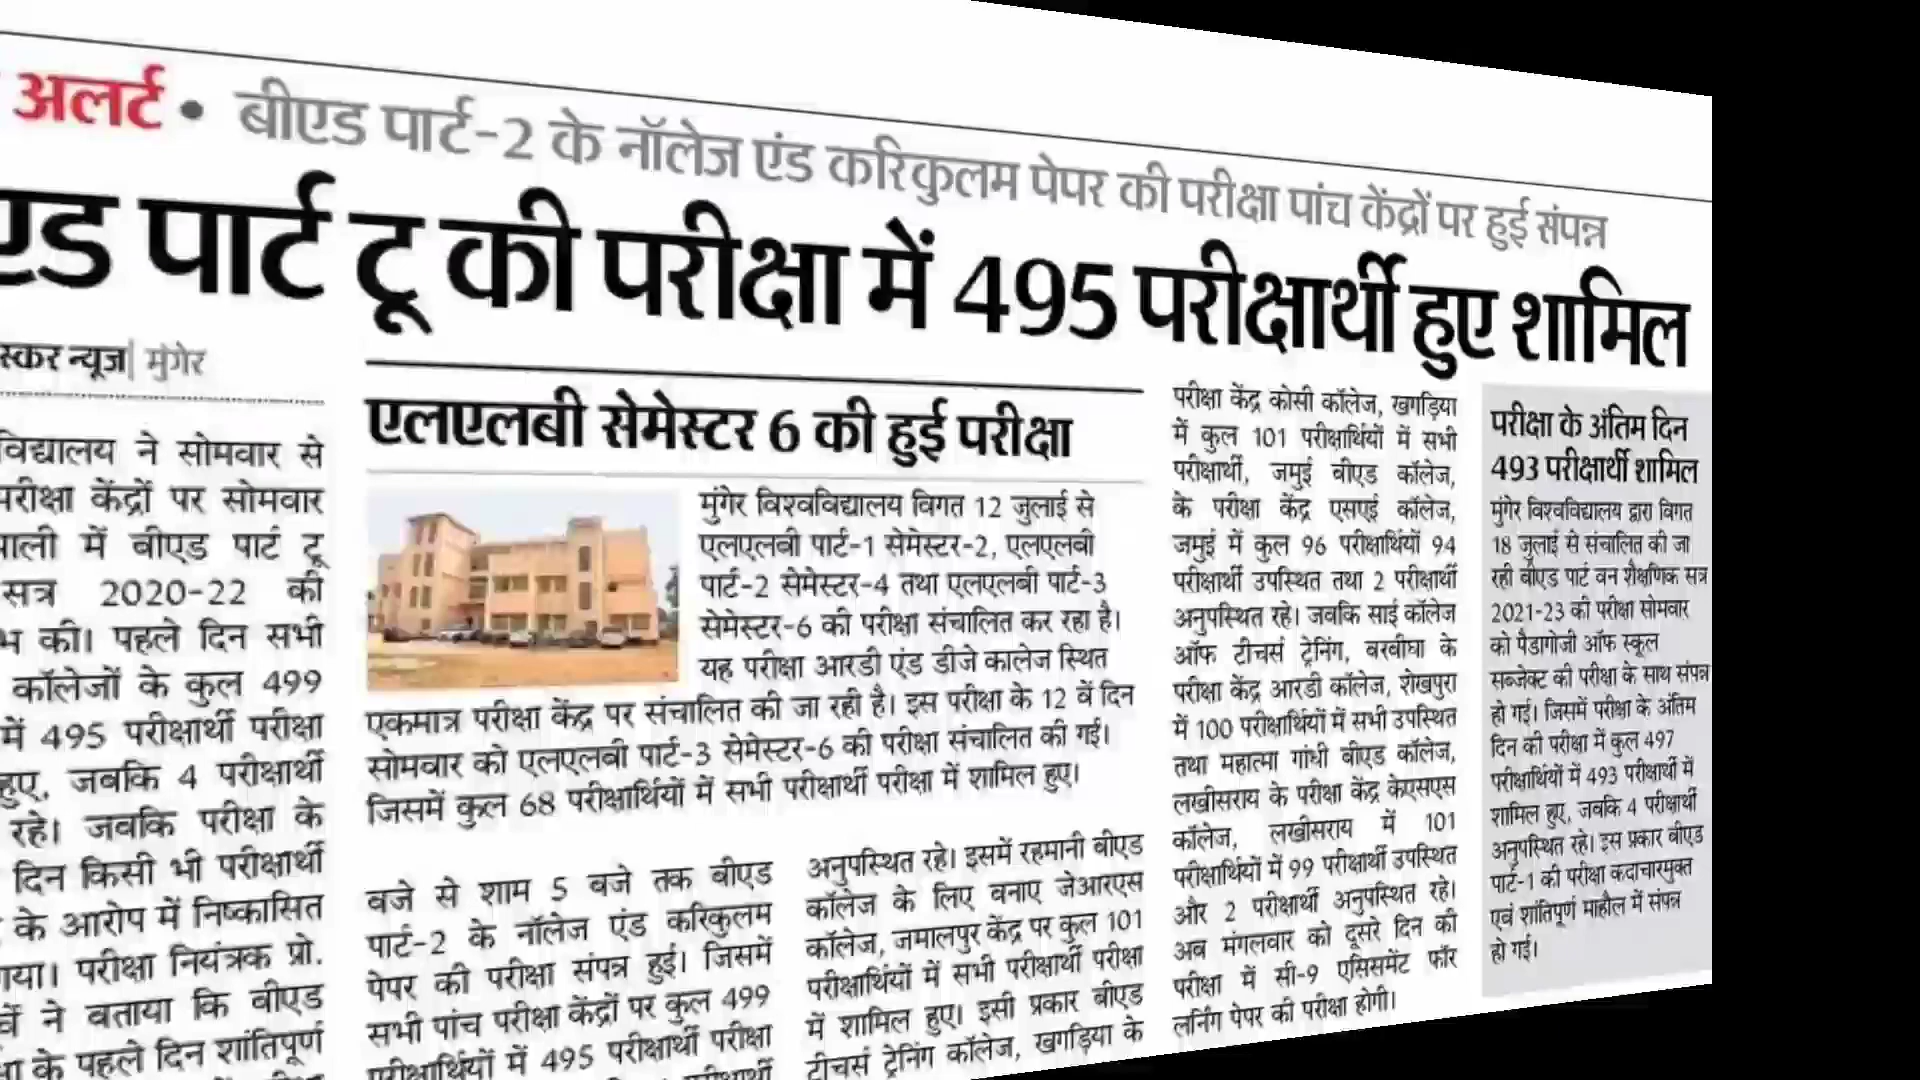 अलर्ट • बीएड पार्ट-2 के नॉलेज एंड करिकुलम पेपर की परीक्षा पांच केंद्रों पर हुई संपन्न
पार्ट टू की परीक्षा में 495 परीक्षार्थी हुए शामिल
न्यूज| मुंगेर
ने सोमवार से
परीक्षा केंद्रों पर सोमवार
में बीएड पार्ट टू
सत्र 2020-22 की
की। पहले दिन सभी
कॉलेजों के कुल 499
में 495 परीक्षार्थी परीक्षा
हुए, जबकि 4 परीक्षार्थी
रहे। जबकि परीक्षा के
दिन किसी भी परीक्षार्थी
के आरोप में निष्कासित
परीक्षा नियंत्रक प्रो.
ने बताया कि बीएड
के पहले दिन शांतिपूर्ण
एलएलबी सेमेस्टर 6 की हुई परीक्षा
मुंगेर विश्वविद्यालय विगत 12 जुलाई से
एलएलबी पार्ट-1 सेमेस्टर-2, एलएलबी
पार्ट-2 सेमेस्टर-4 तथा एलएलबी पार्ट-3
सेमेस्टर-6 की परीक्षा संचालित कर रहा है।
यह परीक्षा आरडी एंड डीजे कालेज स्थित
एकमात्र परीक्षा केंद्र पर संचालित की जा रही है। इस परीक्षा के 12 वें दिन
सोमवार को एलएलबी पार्ट-3 सेमेस्टर-6 की परीक्षा संचालित की गई।
जिसमें कुल 68 परीक्षार्थियों में सभी परीक्षार्थी परीक्षा में शामिल हुए।
बजे से शाम 5 बजे तक बीएड
पार्ट-2 के नॉलेज एंड करिकुलम
पेपर की परीक्षा संपन्न हुई। जिसमें
सभी पांच परीक्षा केंद्रों पर कुल 499
परीक्षार्थियों में 495 परीक्षार्थी परीक्षा
अनुपस्थित रहे। इसमें रहमानी बीएड
कॉलेज के लिए बनाए जेआरएस
कॉलेज, जमालपुर केंद्र पर कुल 101
परीक्षार्थियों में सभी परीक्षार्थी परीक्षा
में शामिल हुए। इसी प्रकार बीएड
टीचर्स ट्रेनिंग कॉलेज, खगड़िया के
परीक्षा केंद्र कोसी कॉलेज, खगड़िया
में कुल 101 परीक्षार्थियों में सभी
परीक्षार्थी, जमुई बीएड कॉलेज,
के परीक्षा केंद्र एसएई कॉलेज,
जमुई में कुल 96 परीक्षार्थियों 94
परीक्षार्थी उपस्थित तथा 2 परीक्षार्थी
अनुपस्थित रहे। जबकि साई कॉलेज
ऑफ टीचर्स ट्रेनिंग, बरबीघा के
परीक्षा केंद्र आरडी कॉलेज, शेखपुरा
में 100 परीक्षार्थियों में सभी उपस्थित
तथा महात्मा गांधी बीएड कॉलेज,
लखीसराय के परीक्षा केंद्र केएसएस
कॉलेज, लखीसराय में 101
परीक्षार्थियों में 99 परीक्षार्थी उपस्थित
और 2 परीक्षार्थी अनुपस्थित रहे।
अब मंगलवार को दूसरे दिन की
परीक्षा में सी-9 एसिसमेंट फॉर
लर्निंग पेपर की परीक्षा होगी।
परीक्षा के अंतिम दिन
493 परीक्षार्थी शामिल
मुंगेर विश्वविद्यालय द्वारा विगत
18 जुलाई से संचालित की जा
रही बीएड पार्ट वन शैक्षणिक सत्र
2021-23 की परीक्षा सोमवार
को पैडागोजी ऑफ स्कूल
सब्जेक्ट की परीक्षा के साथ संपन्न
हो गई। जिसमें परीक्षा के अंतिम
दिन की परीक्षा में कुल 497
परीक्षार्थियों में 493 परीक्षार्थी में
शामिल हुए, जबकि 4 परीक्षार्थी
अनुपस्थित रहे। इस प्रकार बीएड
पार्ट-1 की परीक्षा कदाचारमुक्त
एवं शांतिपूर्ण माहौल में संपन्न
हो गई।